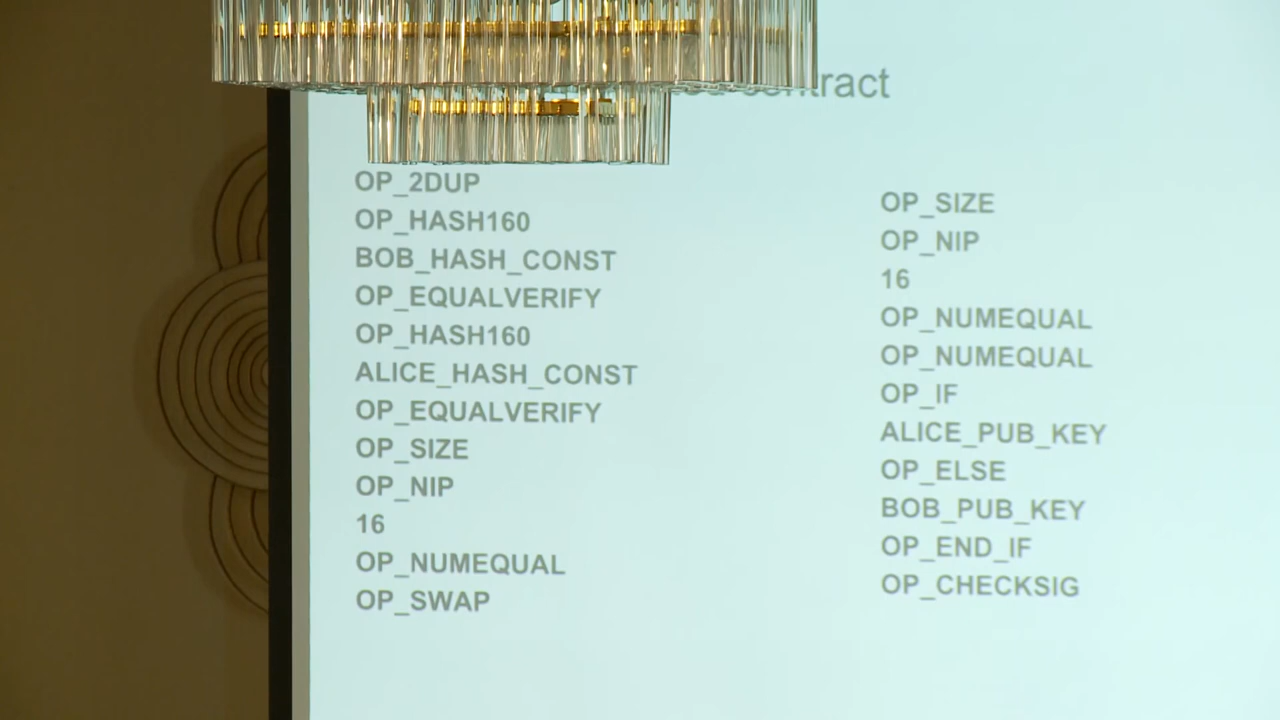 contract
OP_2DUP
OP_HASH160
BOB_HASH_CONST
OP_EQUALVERIFY
OP_HASH160
ALICE_HASH_CONST
OP_EQUALVERIFY
OP_SIZE
OP_NIP
16
OP_NUMEQUAL
OP_SWAP
OP_SIZE
OP_NIP
16
OP_NUMEQUAL
OP_NUMEQUAL
OP_IF
ALICE_PUB_KEY
OP_ELSE
BOB_PUB_KEY
OP_END_IF
OP_CHECKSIG